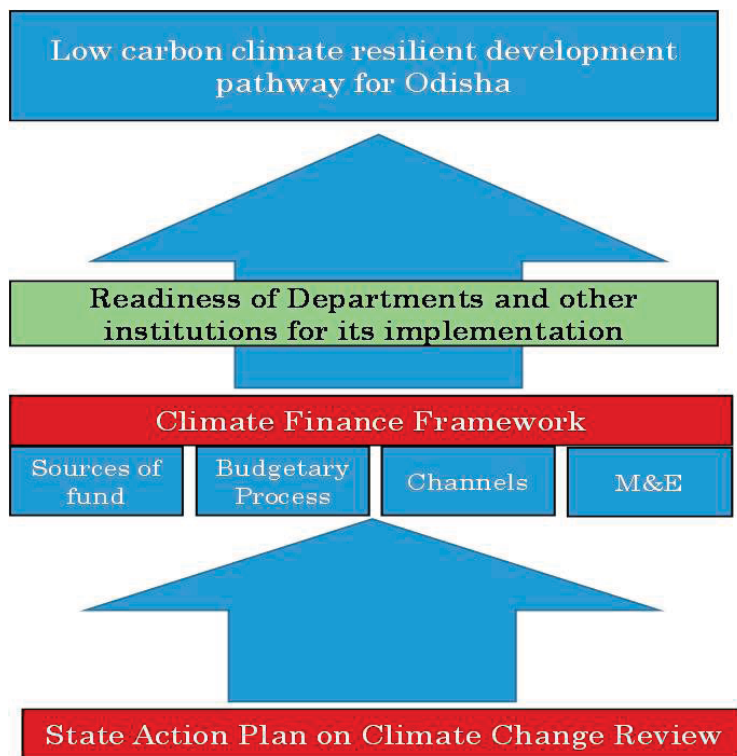 Low carbon climate resilient development
pathway for Odisha
Readiness of Departments and other
institutions for its implementation
Climate Finance Framework
Sources of
fund
Budgetary
Process
Channels
M&E
State Action Plan on Climate Change Review